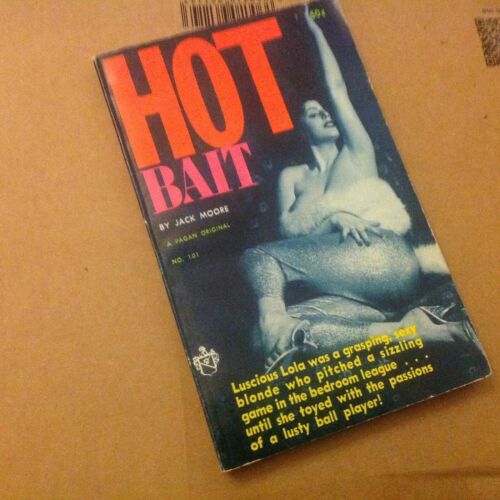 60¢
HOT
BAIT
BY JACK MOORE
A PAGAN ORIGINAL
NO. 101
Luscious Lola was a grasping, sexy
blonde who pitched a sizzling
game in the bedroom league . . .
until she toyed with the passions
of a lusty ball player!